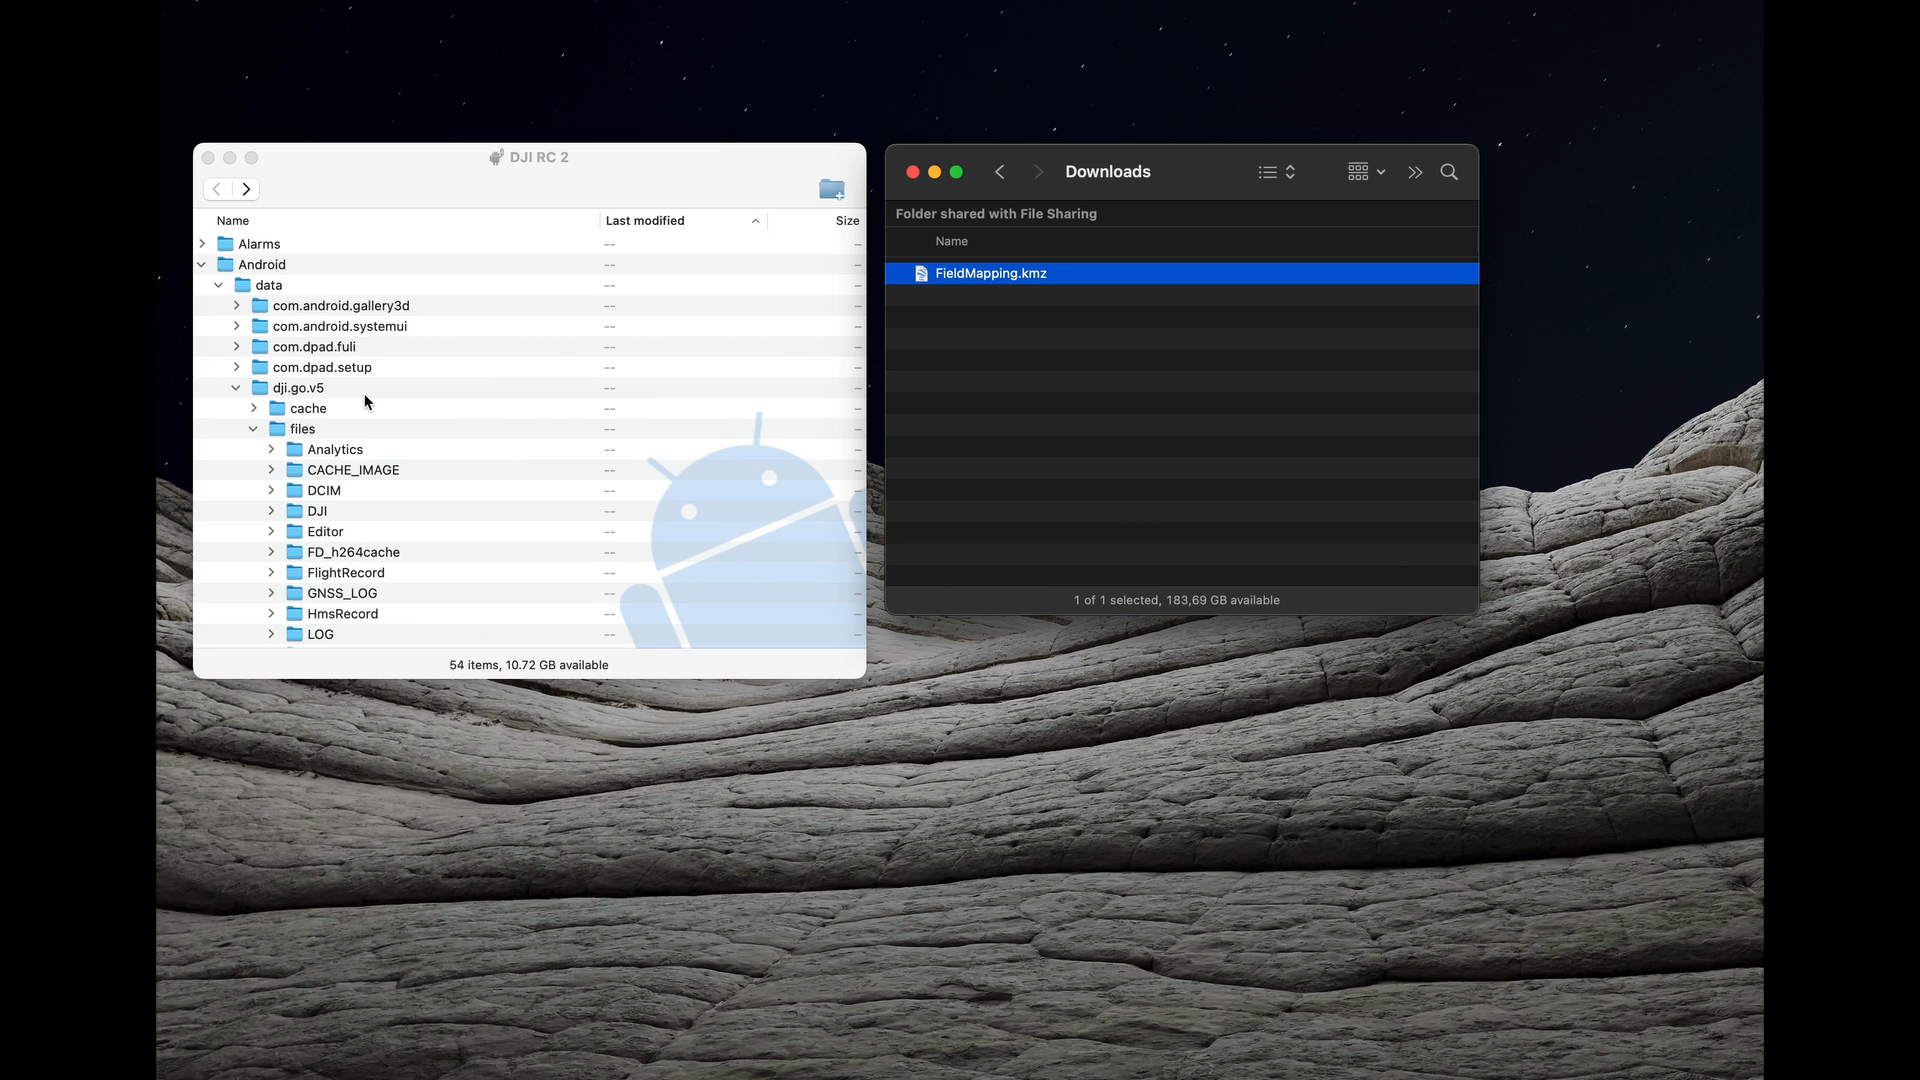 DJI RC 2
Name Last modified Size
Alarms -- –
Android -- –
data -- –
com.android.gallery3d -- –
com.android.systemui -- –
com.dpad.fuli -- –
com.dpad.setup -- –
dji.go.v5 -- –
cache -- –
files -- –
Analytics -- –
CACHE_IMAGE -- –
DCIM -- –
DJI -- –
Editor -- –
FD_h264cache -- –
FlightRecord -- –
GNSS_LOG -- –
HmsRecord -- –
LOG -- –
54 items, 10.72 GB available
Downloads
Folder shared with File Sharing
Name
FieldMapping.kmz
1 of 1 selected, 183,69 GB available